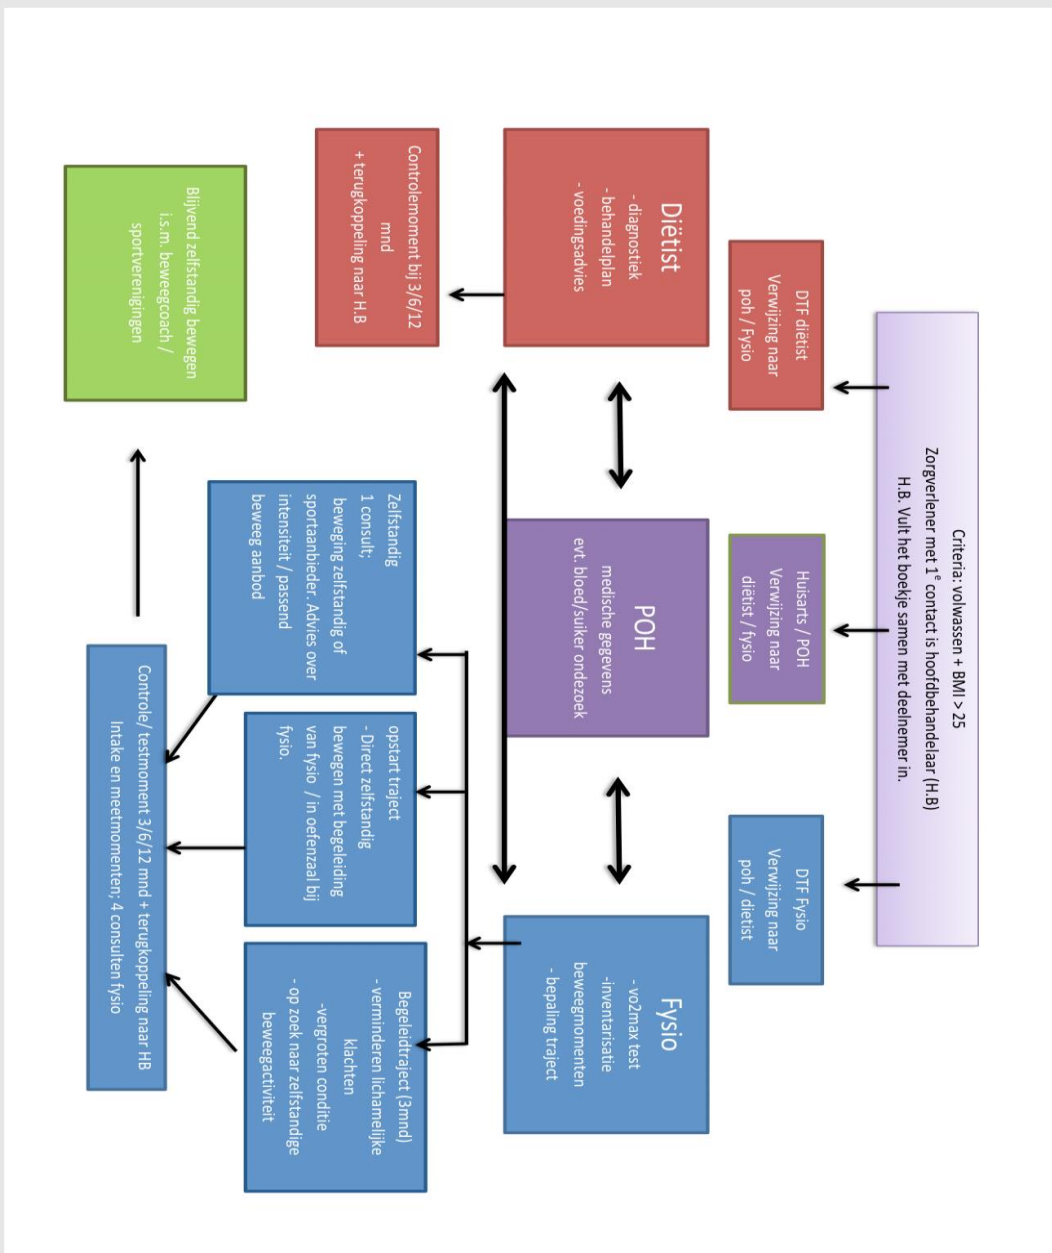 Criteria: volwassen + BMI > 25
Zorgverlener met 1e contact is hoofdbehandelaar (H.B)
H.B. Vult het boekje samen met deelnemer in.
DTF diëtist
Verwijzing naar
poh / Fysio
Huisarts / POH
Verwijzing naar
diëtist / fysio
DTF Fysio
Verwijzing naar
poh / dietist
Diëtist
- diagnostiek
- behandelplan
- voedingsadvies
POH
medische gegevens
evt. bloed/suiker ondezoek
Fysio
- vo2max test
-inventarisatie
beweegmomenten
- bepaling traject
Controlemoment bij 3/6/12
mnd
+ terugkoppeling naar H.B
Zelfstandig
1 consult;
beweging zelfstandig of
sportaanbieder. Advies over
intensiteit / passend
beweeg aanbod
opstart traject
- Direct zelfstandig
bewegen met begeleiding
van fysio / in oefenzaal bij
fysio.
Begeleidtraject (3mnd)
- verminderen lichamelijke
klachten
-vergroten conditie
- op zoek naar zelfstandige
beweegactiviteit
Blijvend zelfstandig bewegen
i.s.m. beweegcoach /
sportverenigingen
Controle/ testmoment 3/6/12 mnd + terugkoppeling naar HB
Intake en meetmomenten; 4 consulten fysio